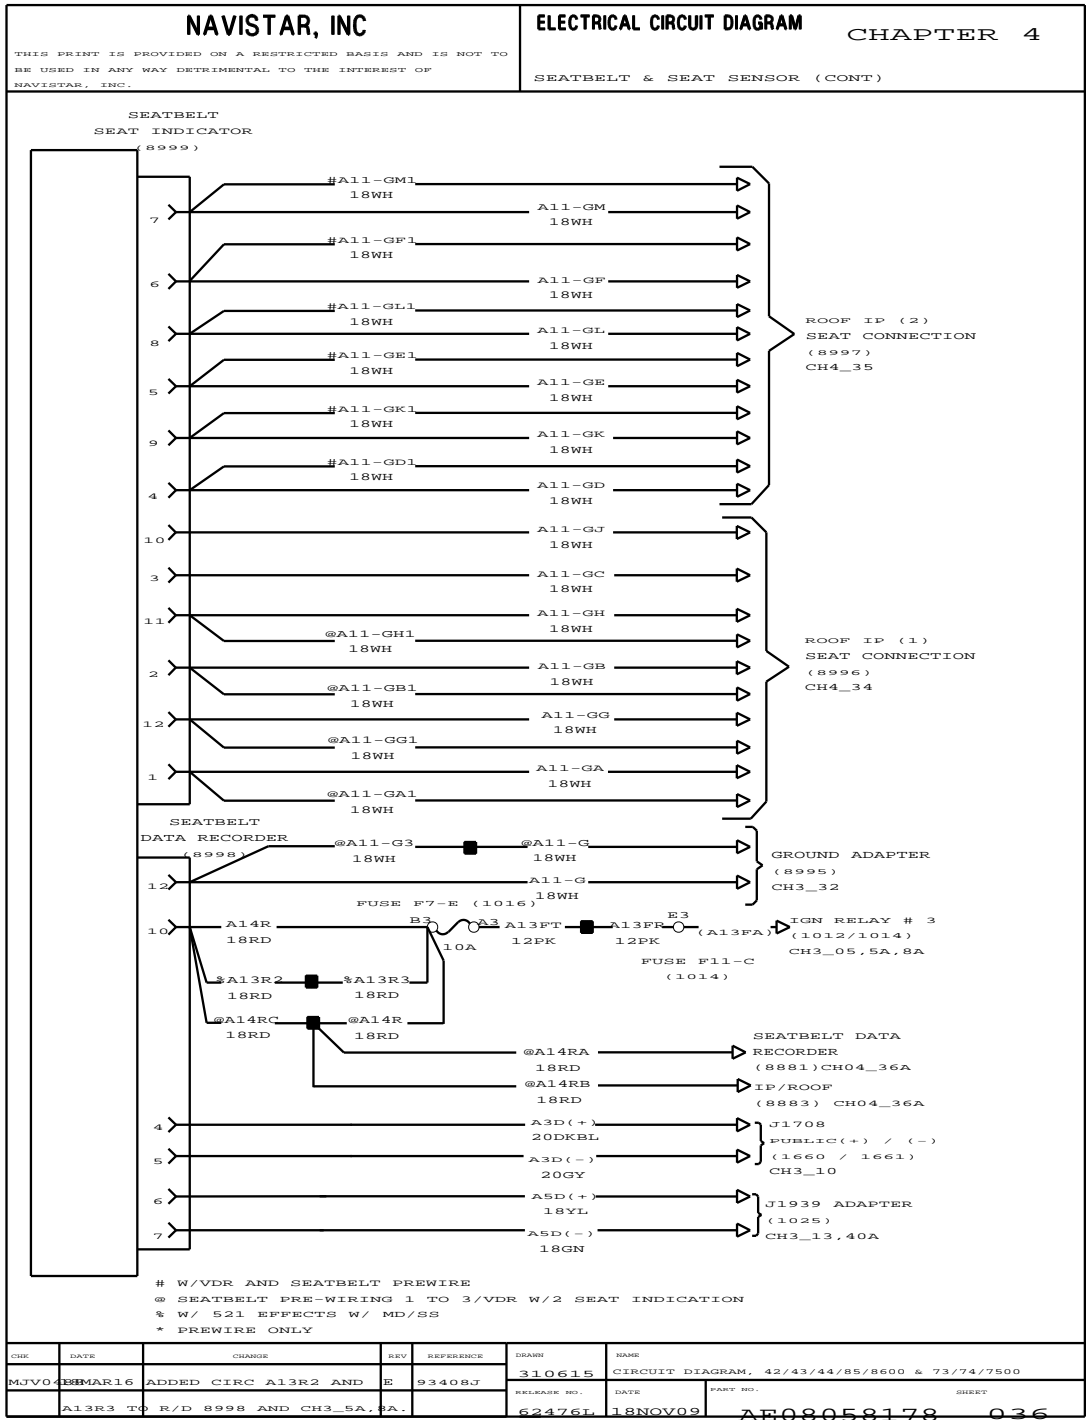 NAVISTAR, INC
THIS PRINT IS PROVIDED ON A RESTRICTED BASIS AND IS NOT TO
BE USED IN ANY WAY DETRIMENTAL TO THE INTEREST OF
NAVISTAR, INC.
ELECTRICAL CIRCUIT DIAGRAM
CHAPTER 4
SEATBELT & SEAT SENSOR (CONT)
SEATBELT
SEAT INDICATOR
(8999)
#A11-GM1
18WH
7
A11-GM
18WH
#A11-GF1
18WH
6
A11-GF
18WH
#A11-GL1
18WH
8
A11-GL
18WH
#A11-GE1
18WH
5
A11-GE
18WH
#A11-GK1
18WH
9
A11-GK
18WH
#A11-GD1
18WH
4
A11-GD
18WH
ROOF IP (2)
SEAT CONNECTION
(8997)
CH4_35
10
A11-GJ
18WH
3
A11-GC
18WH
11
A11-GH
18WH
@A11-GH1
18WH
2
A11-GB
18WH
@A11-GB1
18WH
12
A11-GG
18WH
@A11-GG1
18WH
1
A11-GA
18WH
@A11-GA1
18WH
ROOF IP (1)
SEAT CONNECTION
(8996)
CH4_34
SEATBELT
DATA RECORDER
(8998)
@A11-G3
18WH
@A11-G
18WH
12
A11-G
18WH
GROUND ADAPTER
(8995)
CH3_32
FUSE F7-E (1016)
10
A14R
18RD
B3
A3
10A
A13FT
12PK
A13FR
12PK
E3
(A13FA)
FUSE F11-C
(1014)
IGN RELAY # 3
(1012/1014)
CH3_05,5A,8A
%A13R2
18RD
%A13R3
18RD
@A14RC
18RD
@A14R
18RD
@A14RA
18RD
SEATBELT DATA
RECORDER
(8881)CH04_36A
@A14RB
18RD
IP/ROOF
(8883) CH04_36A
4
A3D(+)
20DKBL
5
A3D(-)
20GY
J1708
PUBLIC(+) / (-)
(1660 / 1661)
CH3_10
6
A5D(+)
18YL
7
A5D(-)
18GN
J1939 ADAPTER
(1025)
CH3_13,40A
# W/VDR AND SEATBELT PREWIRE
@ SEATBELT PRE-WIRING 1 TO 3/VDR W/2 SEAT INDICATION
% W/ 521 EFFECTS W/ MD/SS
* PREWIRE ONLY
CHK DATE CHANGE REV REFERENCE
ADDED CIRC A13R2 AND E 93408J
A13R3 TO R/D 8998 AND CH3_5A,8A.
DRAWN
310615
NAME
CIRCUIT DIAGRAM, 42/43/44/85/8600 & 73/74/7500
RELEASE NO.
62476L
DATE
18NOV09
PART NO.
AE08058178
SHEET
036